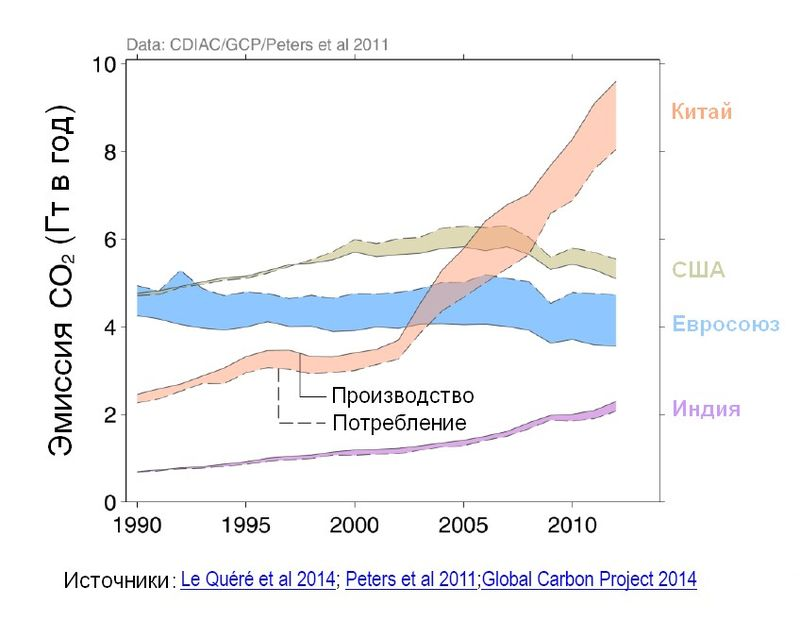 Data: CDIAC/GCP/Peters et al 2011
Эмиссия CO₂ (Гт в год)
10
8
6
4
2
0
Китай
США
Евросоюз
Индия
Производство
Потребление
1990 1995 2000 2005 2010
Источники: Le Quéré et al 2014; Peters et al 2011;Global Carbon Project 2014